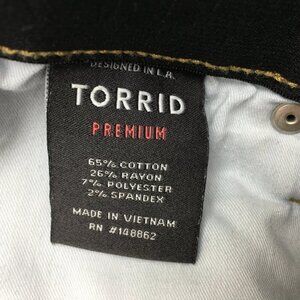 DESIGNED IN L.A.
TORRID
PREMIUM
65% COTTON
26% RAYON
7% POLYESTER
2% SPANDEX
MADE IN VIETNAM
RN #148862